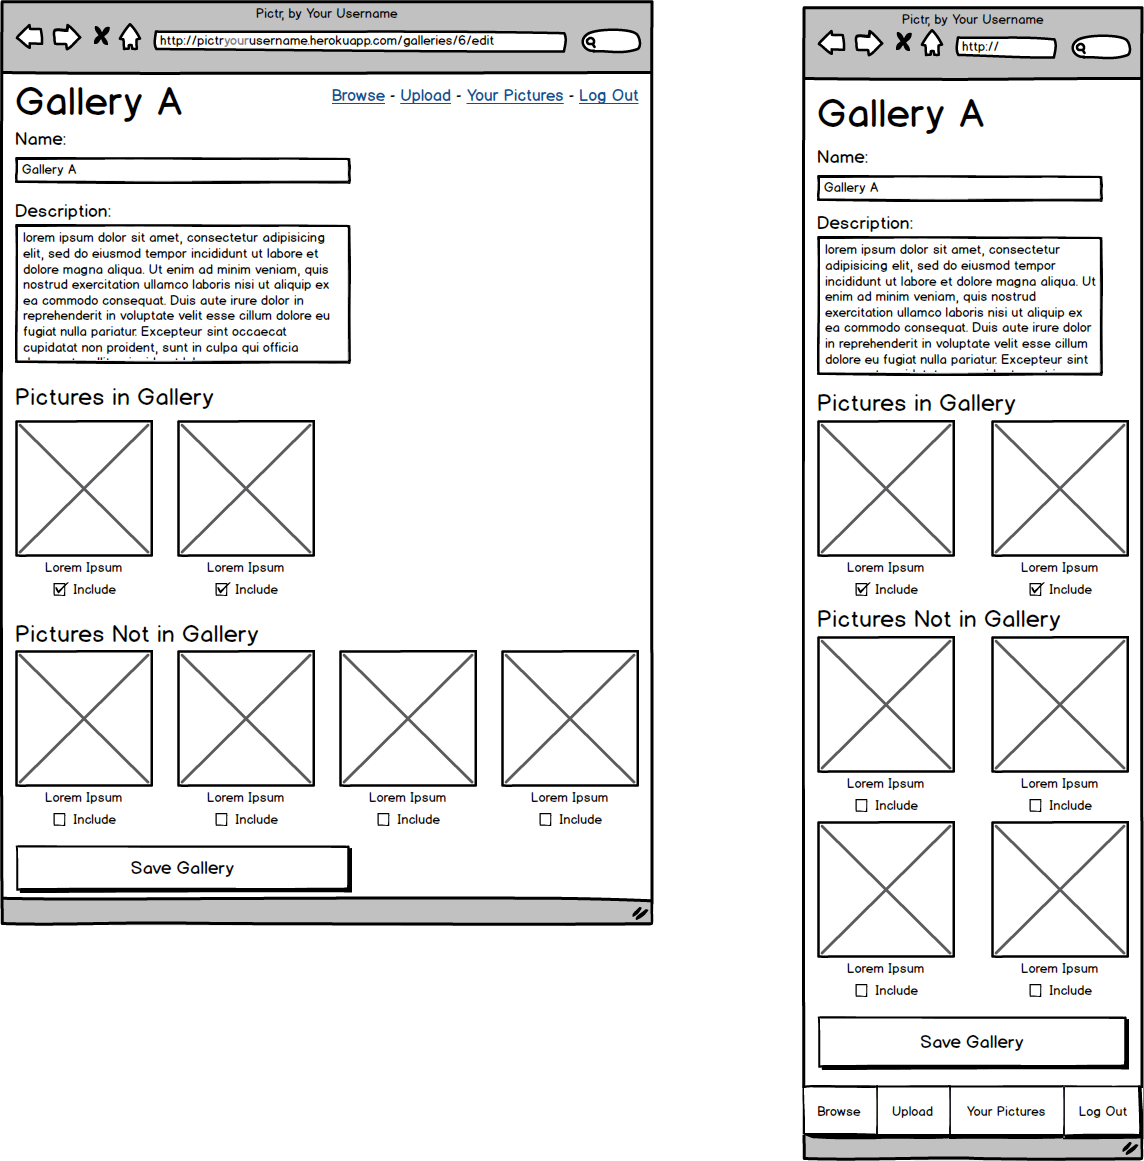 Pictr, by Your Username
http://pictryourusername.herokuapp.com/galleries/6/edit
Gallery A
Browse - Upload - Your Pictures - Log Out
Name:
Gallery A
Description:
lorem ipsum dolor sit amet, consectetur adipisicing
elit, sed do eiusmod tempor incididunt ut labore et
dolore magna aliqua. Ut enim ad minim veniam, quis
nostrud exercitation ullamco laboris nisi ut aliquip ex
ea commodo consequat. Duis aute irure dolor in
reprehenderit in voluptate velit esse cillum dolore eu
fugiat nulla pariatur. Excepteur sint occaecat
cupidatat non proident, sunt in culpa qui officia
Pictures in Gallery
Lorem Ipsum Lorem Ipsum
Include Include
Pictures Not in Gallery
Lorem Ipsum Lorem Ipsum Lorem Ipsum Lorem Ipsum
Include Include Include Include
Save Gallery
Pictr, by Your Username
http://
Gallery A
Name:
Gallery A
Description:
lorem ipsum dolor sit amet, consectetur
adipisicing elit, sed do eiusmod tempor
incididunt ut labore et dolore magna aliqua. Ut
enim ad minim veniam, quis nostrud
exercitation ullamco laboris nisi ut aliquip ex
ea commodo consequat. Duis aute irure dolor
in reprehenderit in voluptate velit esse cillum
dolore eu fugiat nulla pariatur. Excepteur sint
Pictures in Gallery
Lorem Ipsum Lorem Ipsum
Include Include
Pictures Not in Gallery
Lorem Ipsum Lorem Ipsum
Include Include
Lorem Ipsum Lorem Ipsum
Include Include
Save Gallery
Browse Upload Your Pictures Log Out